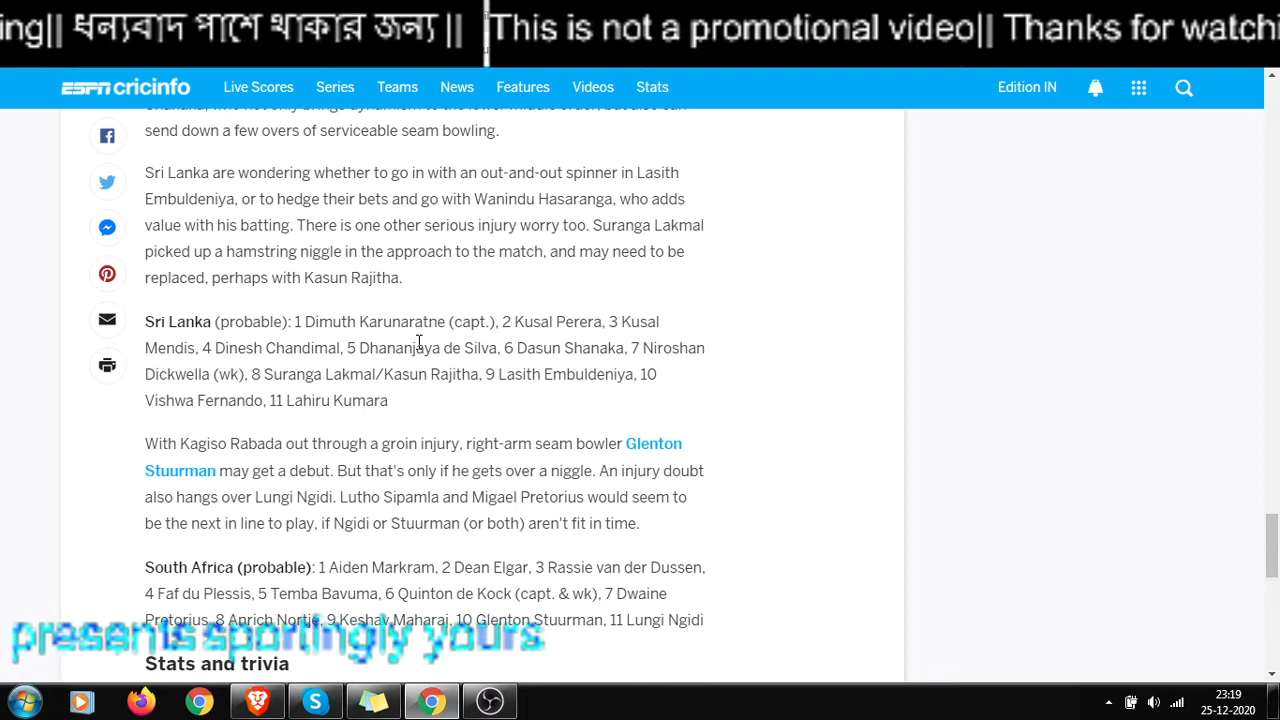 ing|| ধন্যবাদ পাশে থাকার জন্য || This is not a promotional video|| Thanks for watchi
ESPN cricinfo Live Scores Series Teams News Features Videos Stats Edition IN
send down a few overs of serviceable seam bowling.
Sri Lanka are wondering whether to go in with an out-and-out spinner in Lasith
Embuldeniya, or to hedge their bets and go with Wanindu Hasaranga, who adds
value with his batting. There is one other serious injury worry too. Suranga Lakmal
picked up a hamstring niggle in the approach to the match, and may need to be
replaced, perhaps with Kasun Rajitha.
Sri Lanka (probable): 1 Dimuth Karunaratne (capt.), 2 Kusal Perera, 3 Kusal
Mendis, 4 Dinesh Chandimal, 5 Dhananjaya de Silva, 6 Dasun Shanaka, 7 Niroshan
Dickwella (wk), 8 Suranga Lakmal/Kasun Rajitha, 9 Lasith Embuldeniya, 10
Vishwa Fernando, 11 Lahiru Kumara
With Kagiso Rabada out through a groin injury, right-arm seam bowler Glenton
Stuurman may get a debut. But that's only if he gets over a niggle. An injury doubt
also hangs over Lungi Ngidi. Lutho Sipamla and Migael Pretorius would seem to
be the next in line to play, if Ngidi or Stuurman (or both) aren't fit in time.
South Africa (probable): 1 Aiden Markram, 2 Dean Elgar, 3 Rassie van der Dussen,
4 Faf du Plessis, 5 Temba Bavuma, 6 Quinton de Kock (capt. & wk), 7 Dwaine
Pretorius, 8 Anrich Nortje, 9 Keshav Maharaj, 10 Glenton Stuurman, 11 Lungi Ngidi
presents sportingly yours
Stats and trivia
23:19
25-12-2020